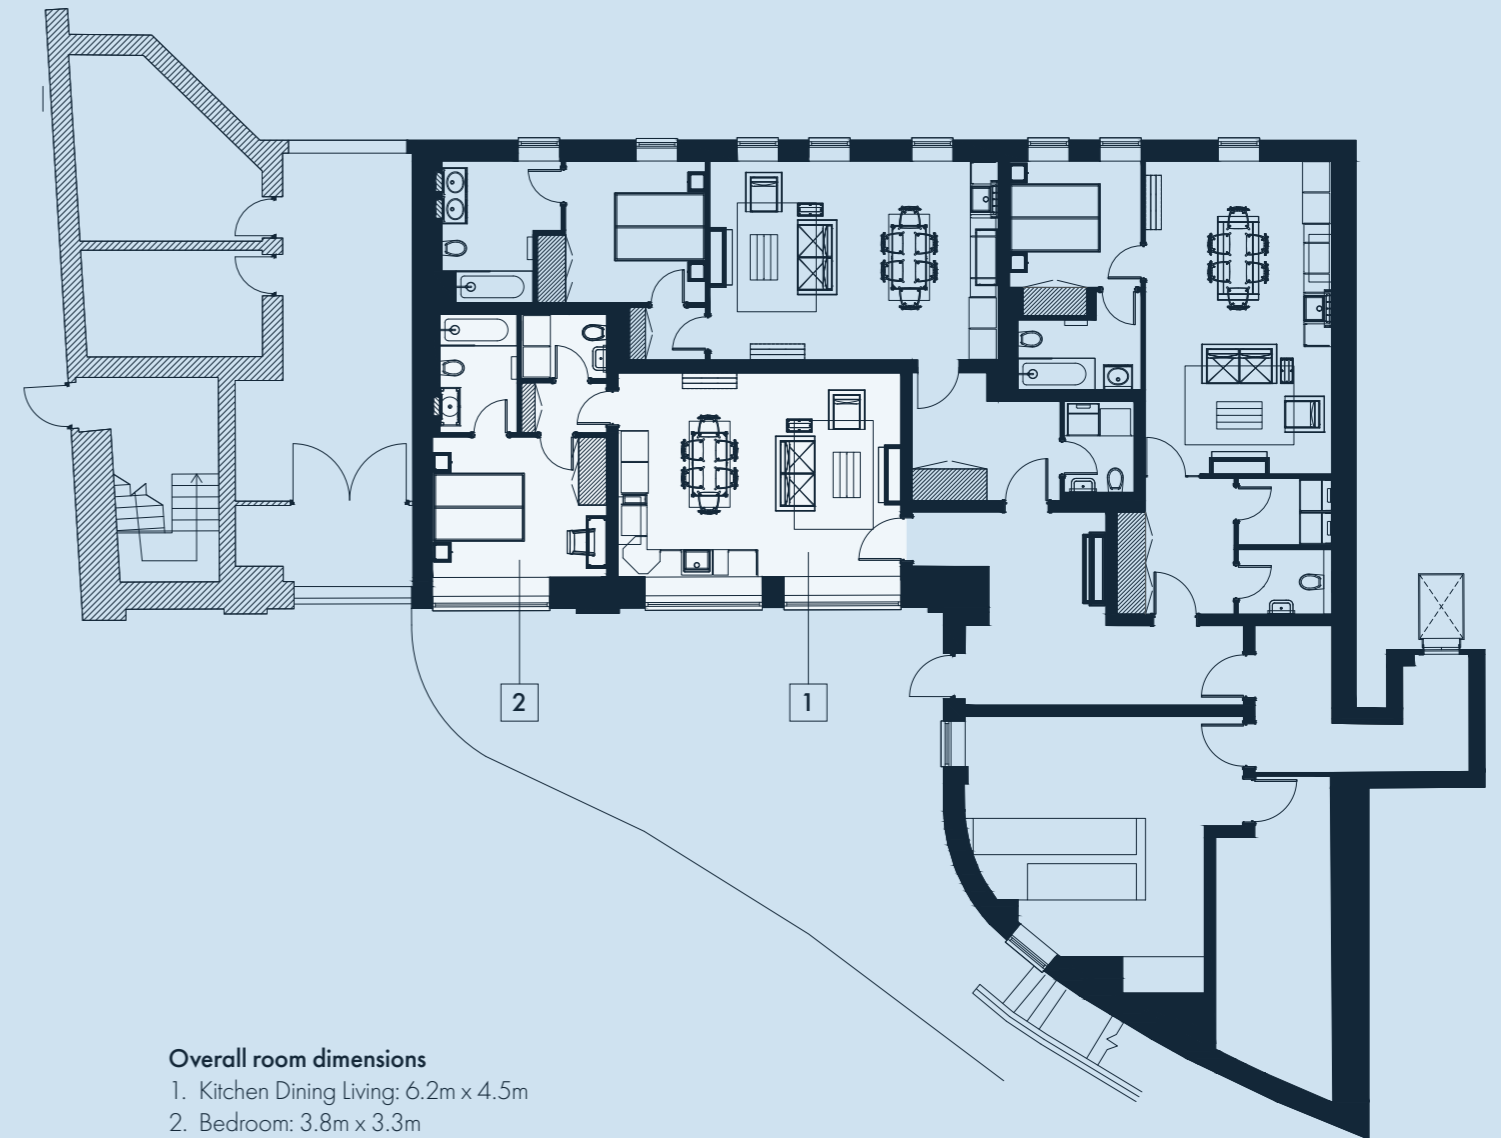 2
1
Overall room dimensions
1. Kitchen Dining Living: 6.2m x 4.5m
2. Bedroom: 3.8m x 3.3m